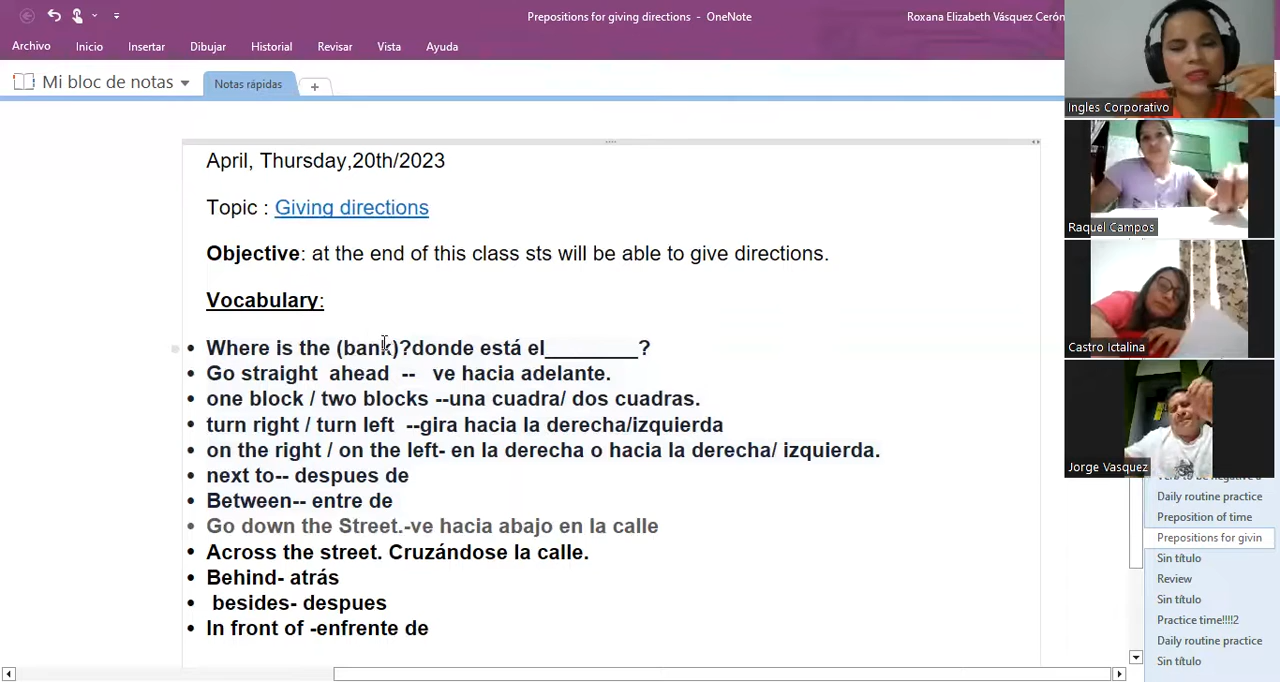 Prepositions for giving directions - OneNote
Roxana Elizabeth Vásquez Cerón
Archivo Inicio Insertar Dibujar Historial Revisar Vista Ayuda
Mi bloc de notas
Notas rápidas
+
April, Thursday,20th/2023
Topic : Giving directions
Objective: at the end of this class sts will be able to give directions.
Vocabulary:
• Where is the (bank)?donde está el________?
• Go straight ahead -- ve hacia adelante.
• one block / two blocks --una cuadra/ dos cuadras.
• turn right / turn left --gira hacia la derecha/izquierda
• on the right / on the left- en la derecha o hacia la derecha/ izquierda.
• next to-- despues de
• Between-- entre de
• Go down the Street.-ve hacia abajo en la calle
• Across the street. Cruzándose la calle.
• Behind- atrás
• besides- despues
• In front of -enfrente de
Ingles Corporativo
Raquel Campos
Castro Ictalina
Jorge Vasquez
Daily routine practice
Preposition of time
Prepositions for givin
Sin título
Review
Sin título
Practice time!!!!2
Daily routine practice
Sin título